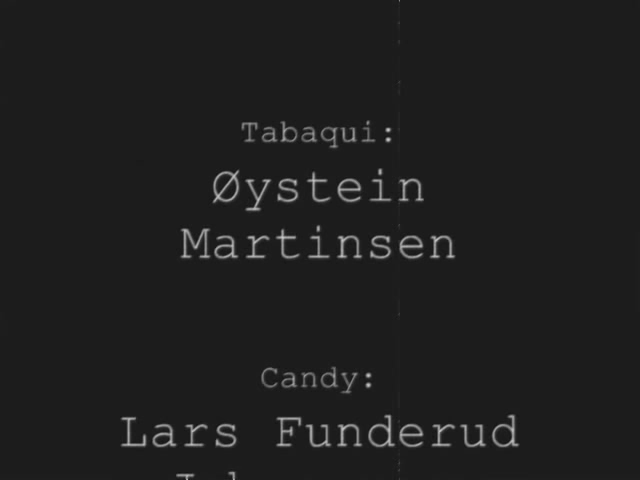 Tabaqui:
Øystein
Martinsen
Candy:
Lars Funderud